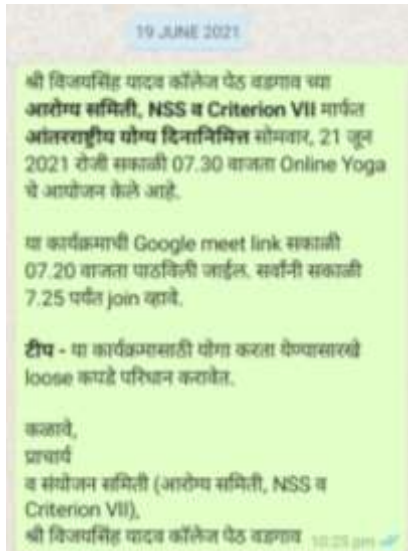 19 JUNE 2021
श्री विजयसिंह यादव कॉलेज पेठ वडगाव च्या
आरोग्य समिती, NSS व Criterion VII मार्फत
आंतरराष्ट्रीय योग्य दिनानिमित्त सोमवार, 21 जून
2021 रोजी सकाळी 07.30 वाजता Online Yoga
चे आयोजन केले आहे.
या कार्यक्रमाची Google meet link सकाळी
07.20 वाजता पाठविली जाईल. सर्वांनी सकाळी
7.25 पर्यंत join व्हावे.
टीप - या कार्यक्रमासाठी योगा करता येण्यासारखे
loose कपडे परिधान करावेत.
कळावे,
प्राचार्य
व संयोजन समिती (आरोग्य समिती, NSS व
Criterion VII),
श्री विजयसिंह यादव कॉलेज पेठ वडगाव
10:25 pm